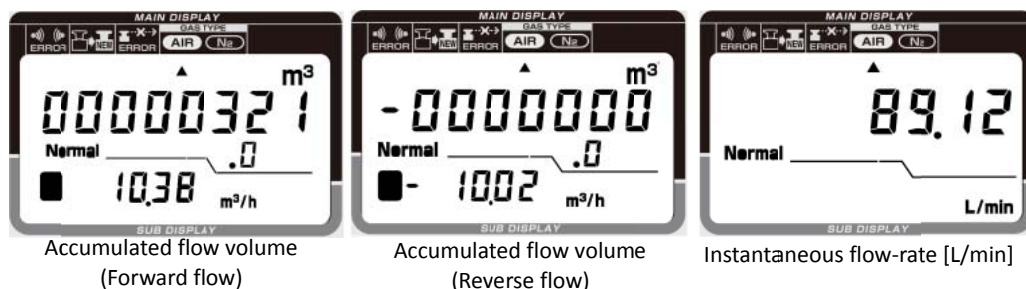 MAIN DISPLAY
ERROR NEW ERROR GAS TYPE AIR N2
m³
00000321
Normal .0
10.38 m³/h
SUB DISPLAY
Accumulated flow volume
(Forward flow)
MAIN DISPLAY
ERROR NEW ERROR GAS TYPE AIR N2
m³
-0000000
Normal .0
- 10.02 m³/h
SUB DISPLAY
Accumulated flow volume
(Reverse flow)
MAIN DISPLAY
ERROR NEW ERROR GAS TYPE AIR N2
89.12
Normal
L/min
SUB DISPLAY
Instantaneous flow-rate [L/min]